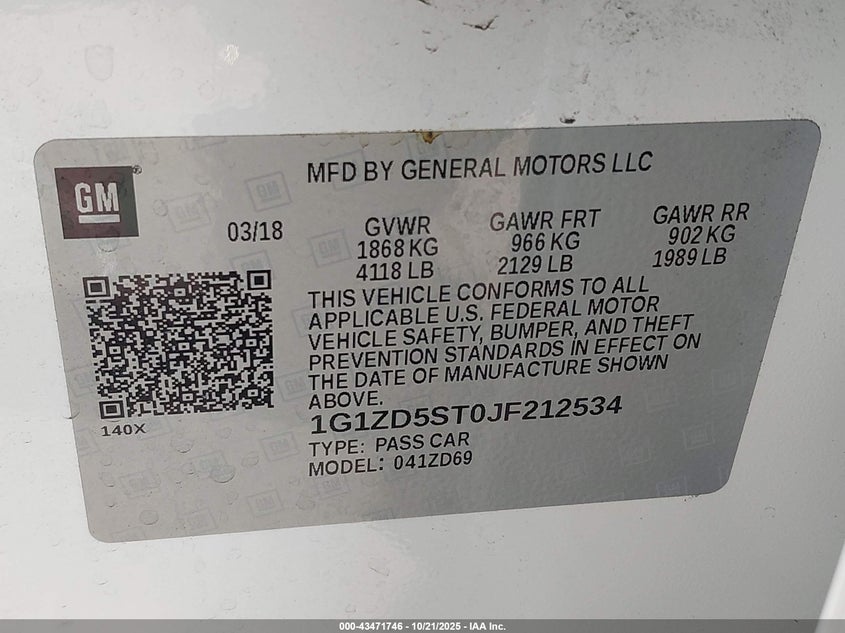 MFD BY GENERAL MOTORS LLC
GM
03/18
GVWR
1868 KG
4118 LB
GAWR FRT
966 KG
2129 LB
GAWR RR
902 KG
1989 LB
THIS VEHICLE CONFORMS TO ALL
APPLICABLE U.S. FEDERAL MOTOR
VEHICLE SAFETY, BUMPER, AND THEFT
PREVENTION STANDARDS IN EFFECT ON
THE DATE OF MANUFACTURE SHOWN
ABOVE.
140X
1G1ZD5ST0JF212534
TYPE: PASS CAR
MODEL: 041ZD69
000-43471746 - 10/21/2025 - IAA Inc.